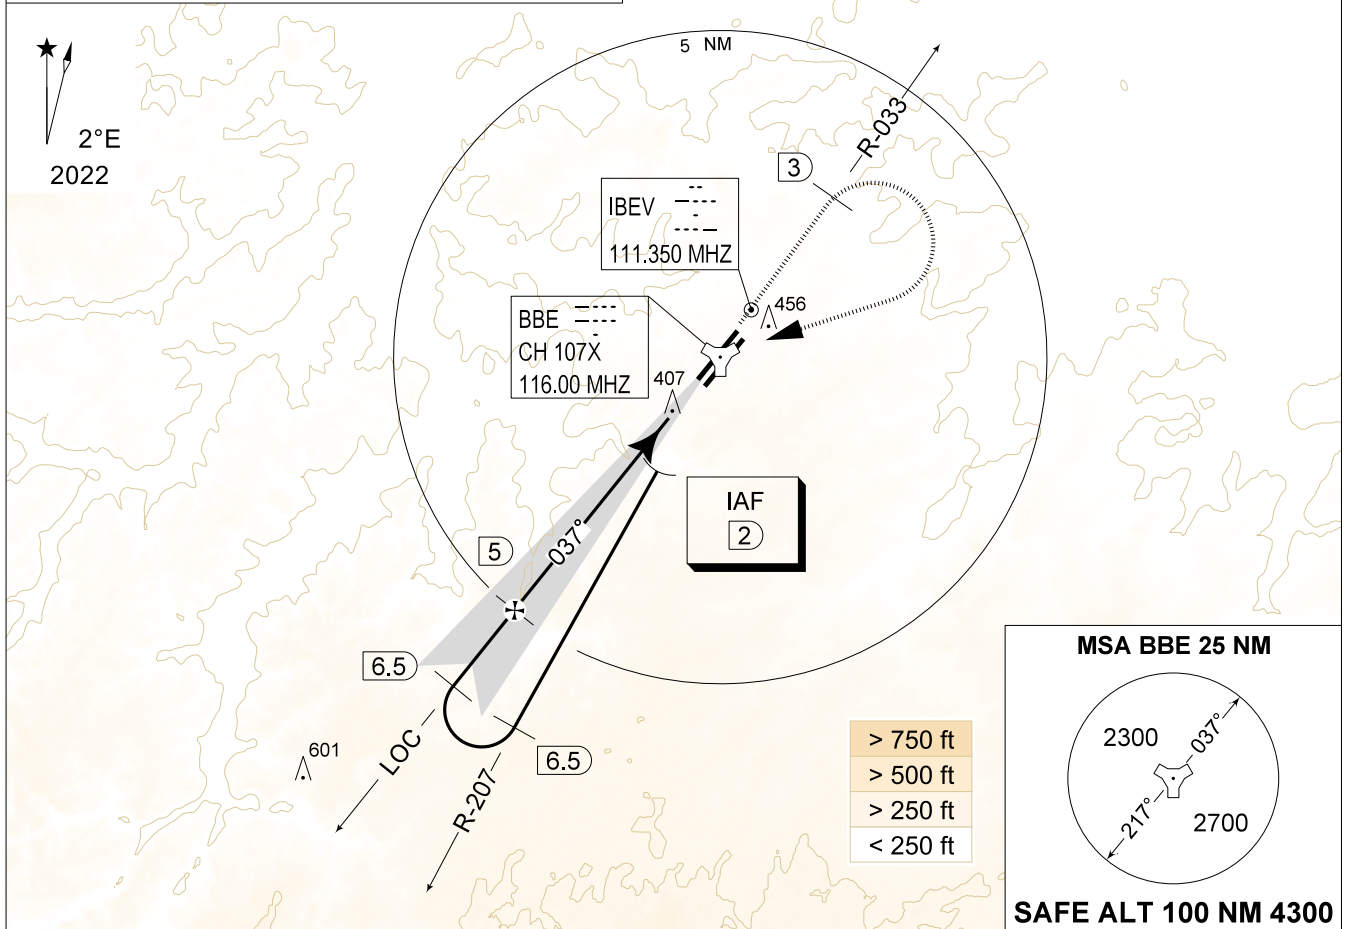 5 NM
2°E
2022
R-033
3
IBEV
111.350 MHZ
456
BBE
CH 107X
116.00 MHZ
407
IAF
2
5
037°
6.5
6.5
LOC
R-207
601
> 750 ft
> 500 ft
> 250 ft
< 250 ft
MSA BBE 25 NM
2300
037°
217°
2700
SAFE ALT 100 NM 4300